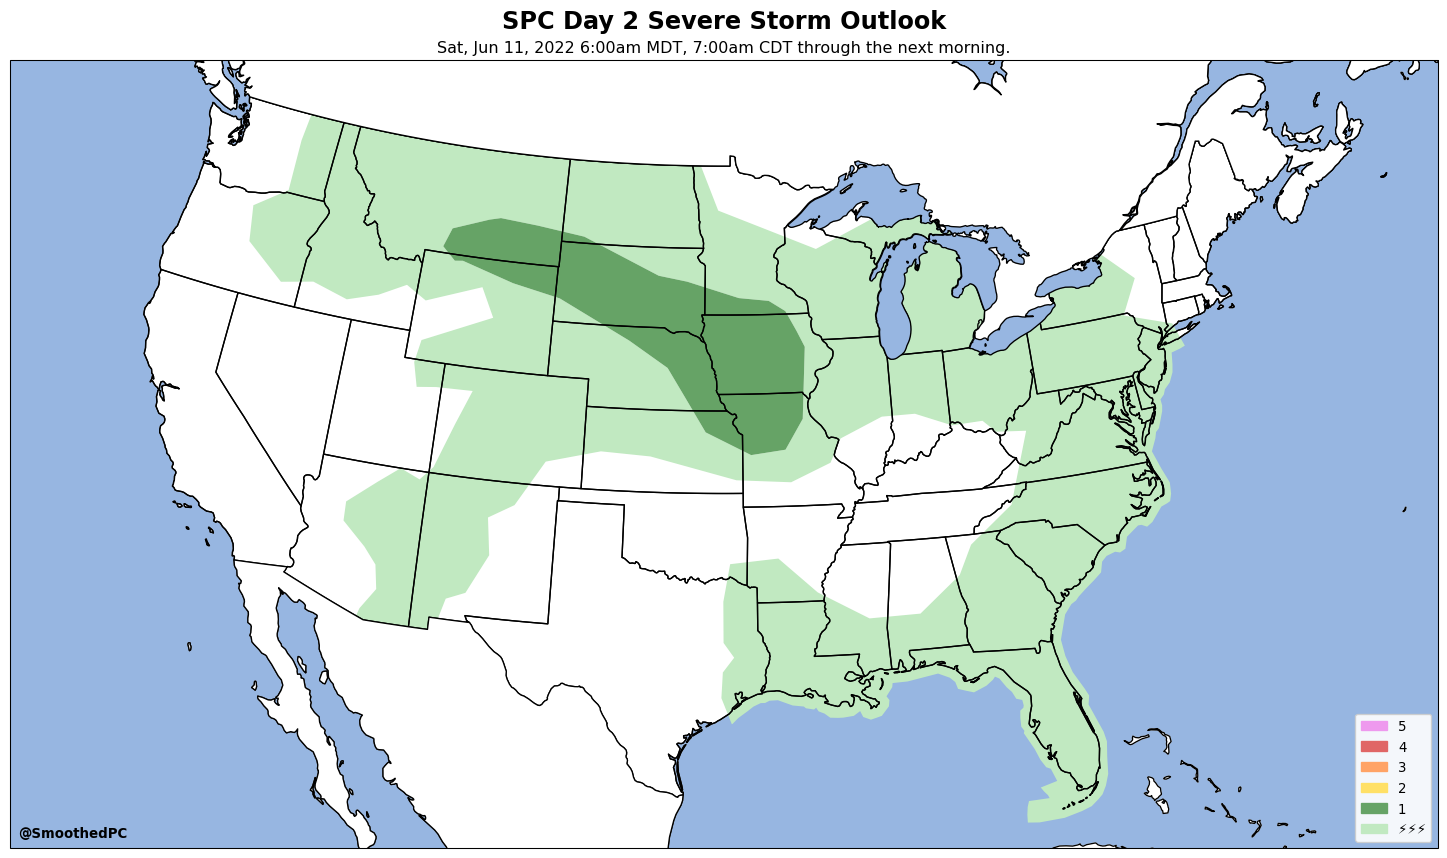 SPC Day 2 Severe Storm Outlook
Sat, Jun 11, 2022 6:00am MDT, 7:00am CDT through the next morning.
5
4
3
2
1
⚡⚡⚡
@SmoothedPC